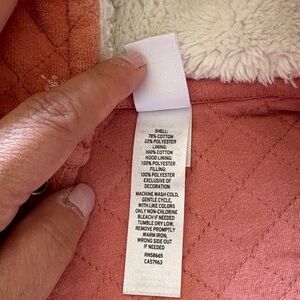 SHELL:
78% COTTON
22% POLYESTER
LINING:
100% COTTON
HOOD LINING:
100% POLYESTER
FILLING:
100% POLYESTER
EXCLUSIVE OF
DECORATION
MACHINE WASH COLD,
GENTLE CYCLE,
WITH LIKE COLORS
ONLY NON-CHLORINE
BLEACH IF NEEDED
TUMBLE DRY LOW,
REMOVE PROMPTLY
WARM IRON,
WRONG SIDE OUT
IF NEEDED
RN58665
CA57963